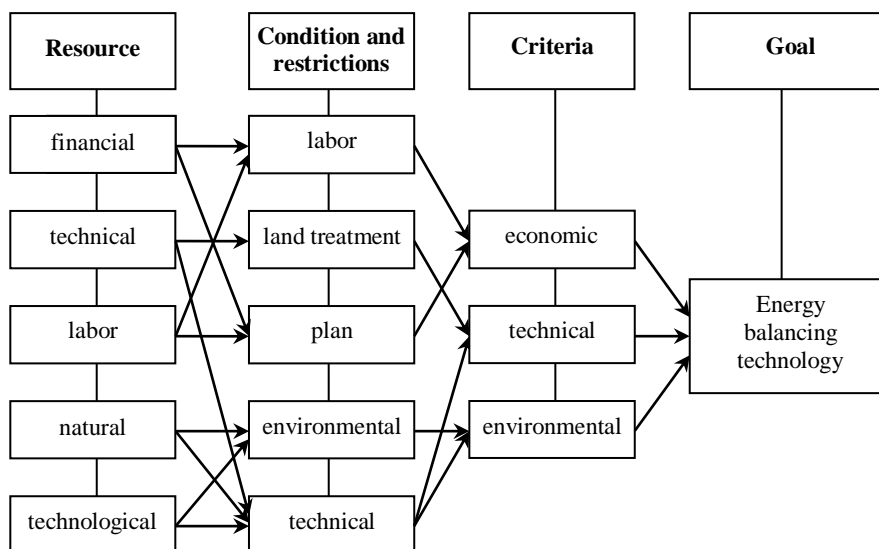 Resource
Condition and
restrictions
Criteria
Goal
financial
technical
labor
natural
technological
labor
land treatment
plan
environmental
technical
economic
technical
environmental
Energy
balancing
technology